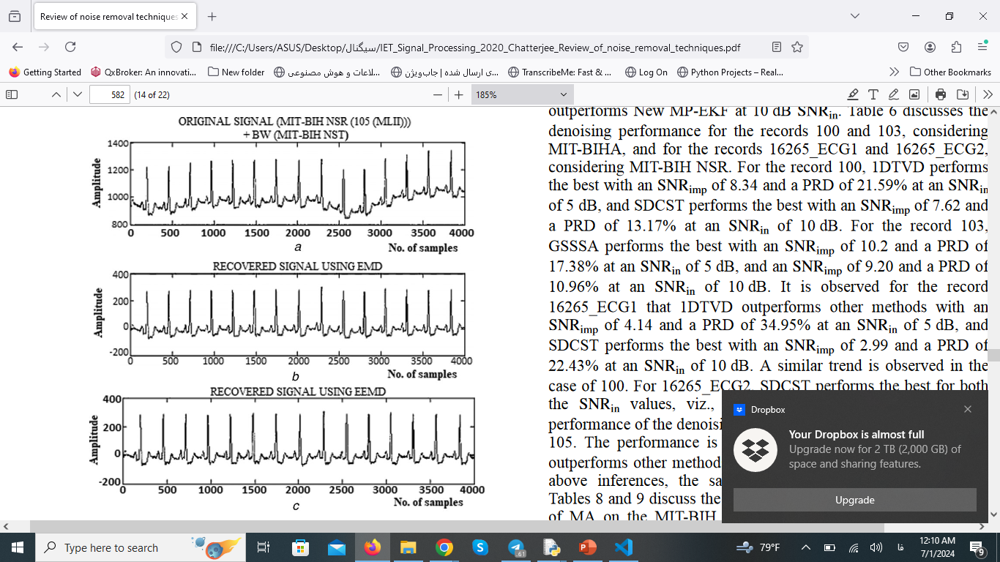 Review of noise removal techniques
file:///C:/Users/ASUS/Desktop/سیگنال/IET_Signal_Processing_2020_Chatterjee_Review_of_noise_removal_techniques.pdf
Getting Started
QxBroker: An innovati...
New folder
...لاعات و هوش مصنوعی
...ی ارسال شده | جاب‌ویژن
TranscribeMe: Fast & ...
Log On
Python Projects – Real...
Other Bookmarks
582 (14 of 22)
185%
ORIGINAL SIGNAL (MIT-BIH NSR (105 (MLII)))
+ BW (MIT-BIH NST)
Amplitude
1400
1200
1000
800
0 500 1000 1500 2000 2500 3000 3500 4000
a
No. of samples
RECOVERED SIGNAL USING EMD
Amplitude
400
200
0
-200
0 500 1000 1500 2000 2500 3000 3500 4000
b
No. of samples
RECOVERED SIGNAL USING EEMD
Amplitude
400
200
0
-200
0 500 1000 1500 2000 2500 3000 3500 4000
c
No. of samples
outperforms New MP-EKF at 10 dB SNRin. Table 6 discusses the
denoising performance for the records 100 and 103, considering
MIT-BIHA, and for the records 16265_ECG1 and 16265_ECG2,
considering MIT-BIH NSR. For the record 100, 1DTVD performs
the best with an SNRimp of 8.34 and a PRD of 21.59% at an SNRin
of 5 dB, and SDCST performs the best with an SNRimp of 7.62 and
a PRD of 13.17% at an SNRin of 10 dB. For the record 103,
GSSSA performs the best with an SNRimp of 10.2 and a PRD of
17.38% at an SNRin of 5 dB, and an SNRimp of 9.20 and a PRD of
10.96% at an SNRin of 10 dB. It is observed for the record
16265_ECG1 that 1DTVD outperforms other methods with an
SNRimp of 4.14 and a PRD of 34.95% at an SNRin of 5 dB, and
SDCST performs the best with an SNRimp of 2.99 and a PRD of
22.43% at an SNRin of 10 dB. A similar trend is observed in the
case of 100. For 16265_ECG2, SDCST performs the best for both
the SNRin values, viz.,
performance of the denoisi
105. The performance is
outperforms other method
above inferences, the sa
Tables 8 and 9 discuss the
of MA on the MIT-BIH
Dropbox
Your Dropbox is almost full
Upgrade now for 2 TB (2,000 GB) of
space and sharing features.
Upgrade
Type here to search
61
79°F
فا
12:10 AM
7/1/2024
9